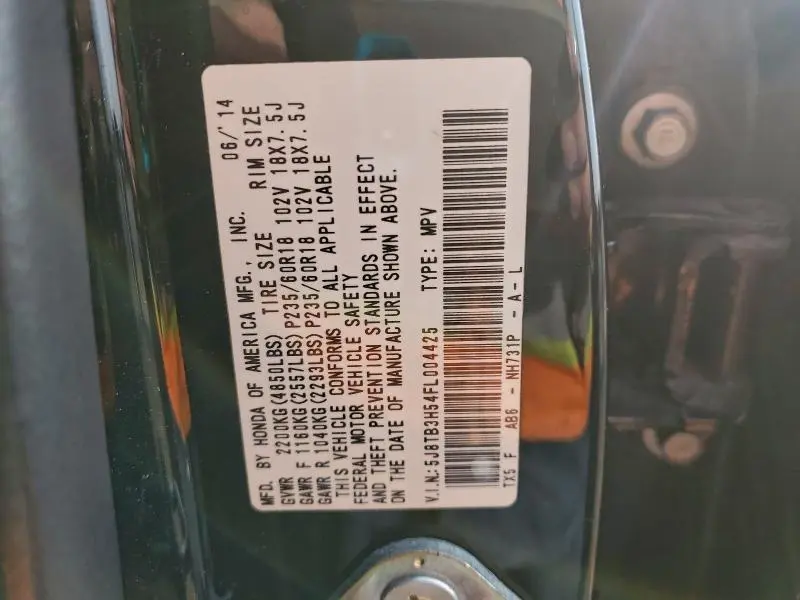 MFD. BY HONDA OF AMERICA MFG., INC. 06/'14
GVWR 2200KG(4850LBS) TIRE SIZE RIM SIZE
GAWR F 1160KG(2557LBS) P235/60R18 102V 18X7.5J
GAWR R 1040KG(2293LBS) P235/60R18 102V 18X7.5J
THIS VEHICLE CONFORMS TO ALL APPLICABLE
FEDERAL MOTOR VEHICLE SAFETY
AND THEFT PREVENTION STANDARDS IN EFFECT
ON THE DATE OF MANUFACTURE SHOWN ABOVE.
V.I.N.:5J8TB3H54FL004425 TYPE: MPV
TX5 F AB6 - NH731P - A - L